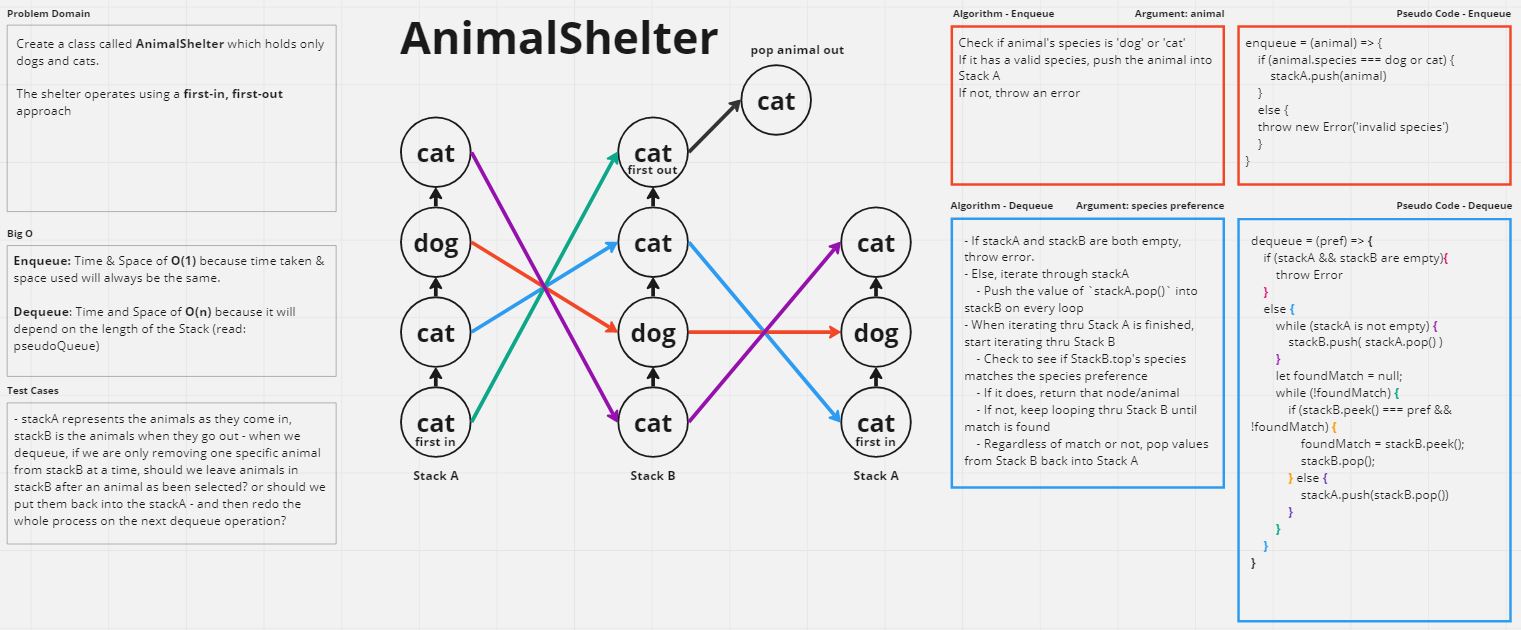 Problem Domain
Create a class called AnimalShelter which holds only
dogs and cats.
The shelter operates using a first-in, first-out
approach
Big O
Enqueue: Time & Space of O(1) because time taken &
space used will always be the same.
Dequeue: Time and Space of O(n) because it will
depend on the length of the Stack (read:
pseudoQueue)
Test Cases
- stackA represents the animals as they come in,
stackB is the animals when they go out - when we
dequeue, if we are only removing one specific animal
from stackB at a time, should we leave animals in
stackB after an animal as been selected? or should we
put them back into the stackA - and then redo the
whole process on the next dequeue operation?
AnimalShelter
pop animal out
cat
cat
dog
cat
cat
first in
Stack A
cat
first out
cat
dog
cat
Stack B
cat
dog
cat
first in
Stack A
Algorithm - Enqueue
Argument: animal
Check if animal's species is 'dog' or 'cat'
If it has a valid species, push the animal into
Stack A
If not, throw an error
Pseudo Code - Enqueue
enqueue = (animal) => {
if (animal.species === dog or cat) {
stackA.push(animal)
}
else {
throw new Error('invalid species')
}
}
Algorithm - Dequeue
Argument: species preference
- If stackA and stackB are both empty,
throw error.
- Else, iterate through stackA
- Push the value of `stackA.pop()` into
stackB on every loop
- When iterating thru Stack A is finished,
start iterating thru Stack B
- Check to see if StackB.top's species
matches the species preference
- If it does, return that node/animal
- If not, keep looping thru Stack B until
match is found
- Regardless of match or not, pop values
from Stack B back into Stack A
Pseudo Code - Dequeue
dequeue = (pref) => {
if (stackA && stackB are empty){
throw Error
}
else {
while (stackA is not empty) {
stackB.push( stackA.pop() )
}
let foundMatch = null;
while (!foundMatch) {
if (stackB.peek() === pref &&
!foundMatch) {
foundMatch = stackB.peek();
stackB.pop();
} else {
stackA.push(stackB.pop())
}
}
}
}